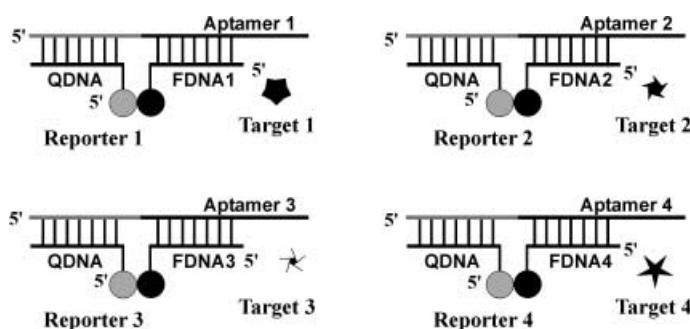 Aptamer 1
5'
5'
QDNA FDNA1
5'
Reporter 1 Target 1
Aptamer 2
5'
5'
QDNA FDNA2
5'
Reporter 2 Target 2
Aptamer 3
5'
QDNA FDNA3 5'
5'
Reporter 3 Target 3
Aptamer 4
5'
5'
QDNA FDNA4
5'
Reporter 4 Target 4